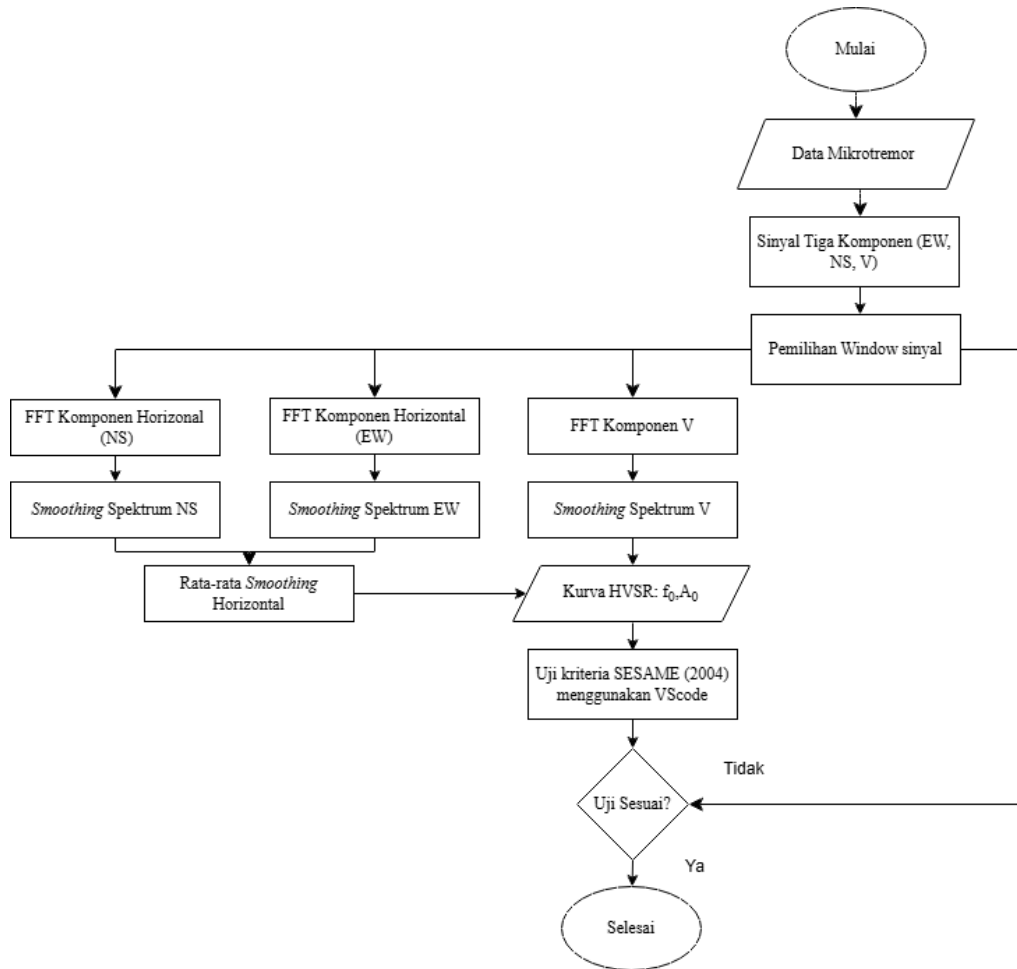 Mulai
Data Mikrotremor
Sinyal Tiga Komponen (EW,
NS, V)
Pemilihan Window sinyal
FFT Komponen Horizonal
(NS)
FFT Komponen Horizontal
(EW)
FFT Komponen V
Smoothing Spektrum NS
Smoothing Spektrum EW
Smoothing Spektrum V
Rata-rata Smoothing
Horizontal
Kurva HVSR: f₀,A₀
Uji kriteria SESAME (2004)
menggunakan VScode
Uji Sesuai?
Tidak
Ya
Selesai